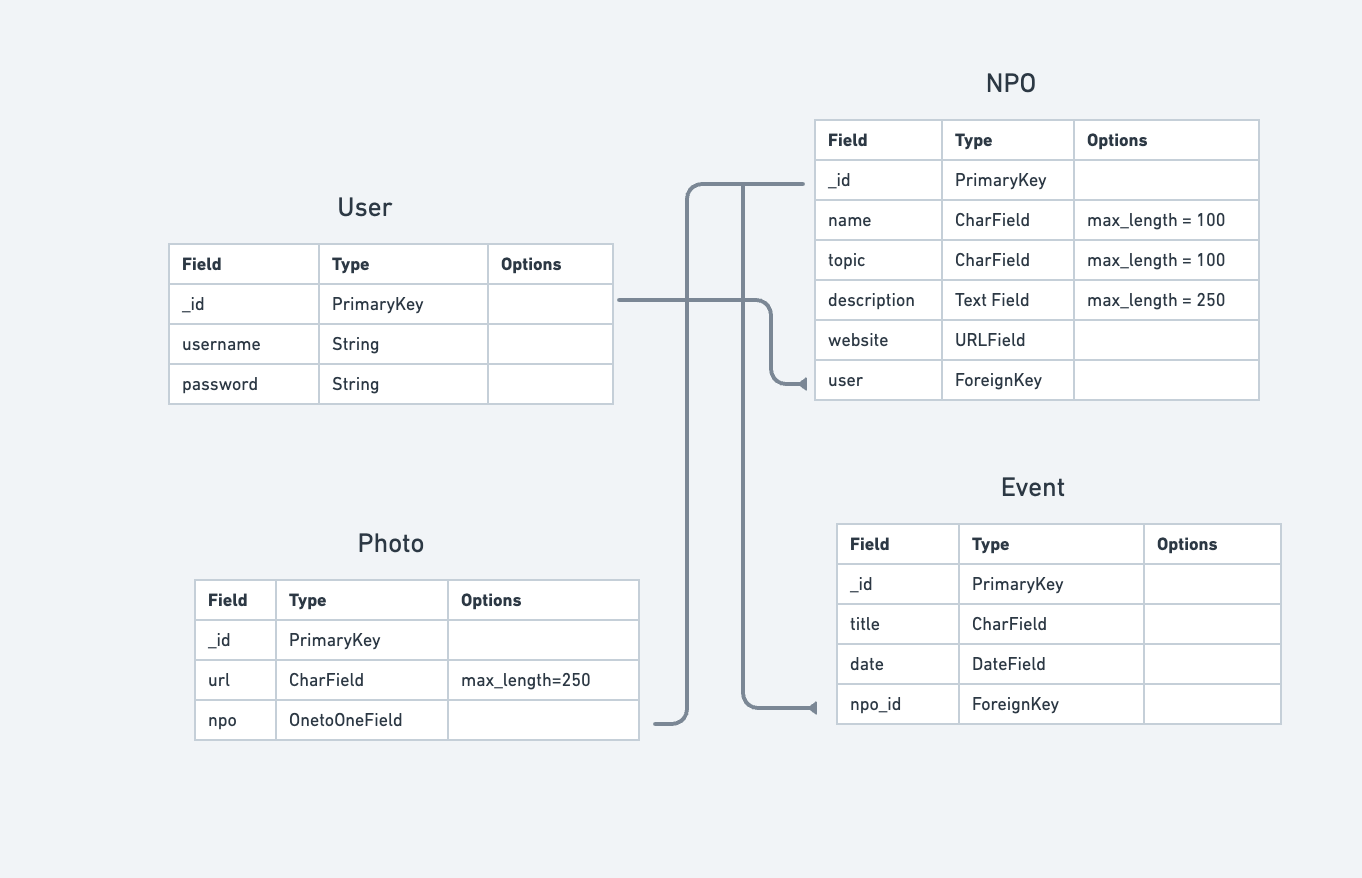 NPO
Field Type Options
_id PrimaryKey
name CharField max_length = 100
topic CharField max_length = 100
description Text Field max_length = 250
website URLField
user ForeignKey
User
Field Type Options
_id PrimaryKey
username String
password String
Event
Field Type Options
_id PrimaryKey
title CharField
date DateField
npo_id ForeignKey
Photo
Field Type Options
_id PrimaryKey
url CharField max_length=250
npo OnetoOneField